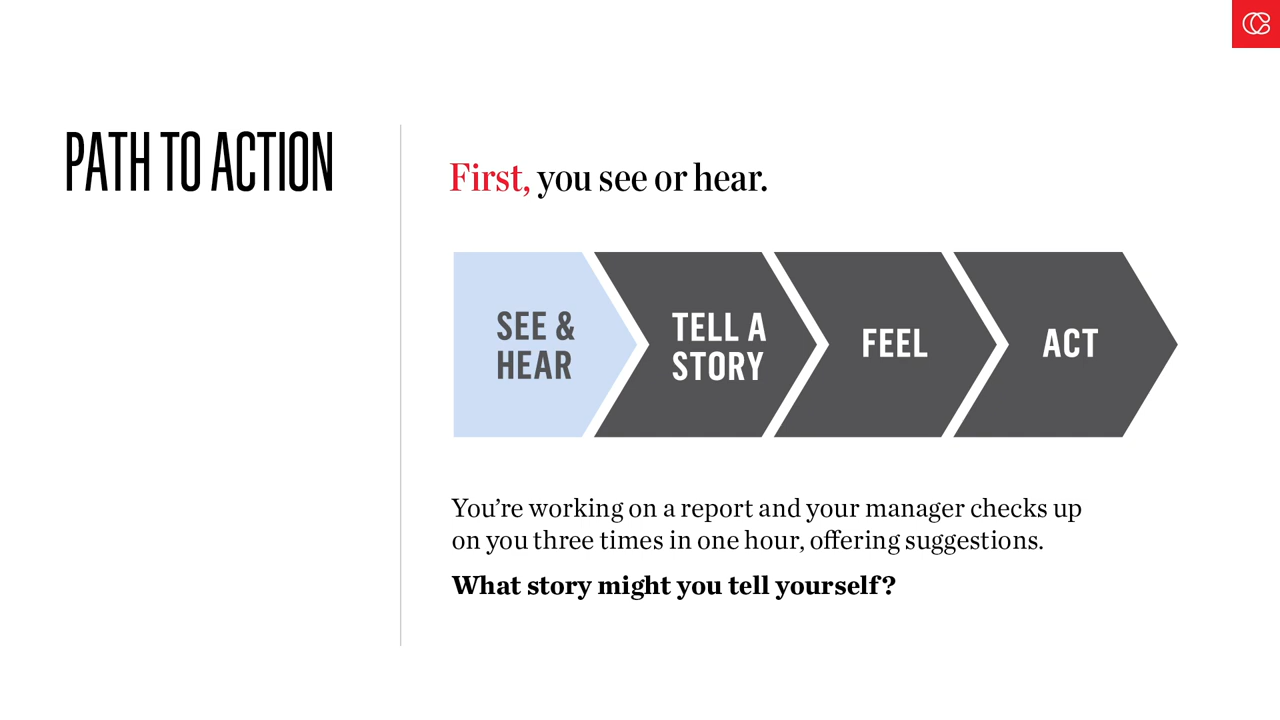 PATH TO ACTION
First, you see or hear.
SEE &
HEAR
TELL A
STORY
FEEL
ACT
You’re working on a report and your manager checks up
on you three times in one hour, offering suggestions.
What story might you tell yourself?